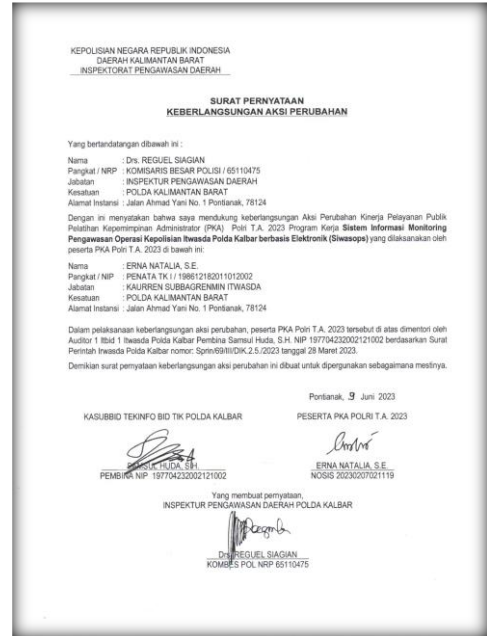 KEPOLISIAN NEGARA REPUBLIK INDONESIA
DAERAH KALIMANTAN BARAT
INSPEKTORAT PENGAWASAN DAERAH
SURAT PERNYATAAN
KEBERLANGSUNGAN AKSI PERUBAHAN
Yang bertandatangan dibawah ini :
Nama : Drs. REGUEL SIAGIAN
Pangkat / NRP : KOMISARIS BESAR POLISI / 65110475
Jabatan : INSPEKTUR PENGAWASAN DAERAH
Kesatuan : POLDA KALIMANTAN BARAT
Alamat Instansi : Jalan Ahmad Yani No. 1 Pontianak, 78124
Dengan ini menyatakan bahwa saya mendukung keberlangsungan Aksi Perubahan Kinerja Pelayanan Publik
Pelatihan Kepemimpinan Administrator (PKA) Polri T.A. 2023 Program Kerja Sistem Informasi Monitoring
Pengawasan Operasi Kepolisian Itwasda Polda Kalbar berbasis Elektronik (Siwasops) yang dilaksanakan oleh
peserta PKA Polri T.A. 2023 di bawah ini:
Nama : ERNA NATALIA, S.E.
Pangkat / NIP : PENATA TK I / 198612182011012002
Jabatan : KAURREN SUBBAGRENMIN ITWASDA
Kesatuan : POLDA KALIMANTAN BARAT
Alamat Instansi : Jalan Ahmad Yani No. 1 Pontianak, 78124
Dalam pelaksanaan keberlangsungan aksi perubahan, peserta PKA Polri T.A. 2023 tersebut di atas dimentori oleh
Auditor 1 Itbid 1 Itwasda Polda Kalbar Pembina Samsul Huda, S.H. NIP 197704232002121002 berdasarkan Surat
Perintah Irwasda Polda Kalbar nomor: Sprin/69/III/DIK.2.5./2023 tanggal 28 Maret 2023.
Demikian surat pernyataan keberlangsungan aksi perubahan ini dibuat untuk dipergunakan sebagaimana mestinya.
Pontianak, 9 Juni 2023
KASUBBID TEKINFO BID TIK POLDA KALBAR
PESERTA PKA POLRI T.A. 2023
SAMSUL HUDA, S.H.
PEMBINA NIP 197704232002121002
ERNA NATALIA, S.E.
NOSIS 20230207021119
Yang membuat pernyataan,
INSPEKTUR PENGAWASAN DAERAH POLDA KALBAR
Drs. REGUEL SIAGIAN
KOMBES POL NRP 65110475